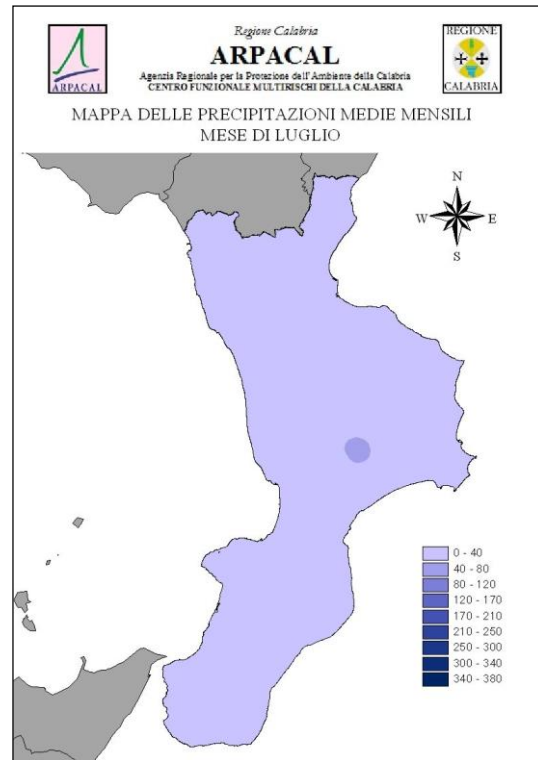 Regione Calabria
ARPACAL
Agenzia Regionale per la Protezione dell'Ambiente della Calabria
CENTRO FUNZIONALE MULTIRISCHI DELLA CALABRIA
ARPACAL
REGIONE
CALABRIA
MAPPA DELLE PRECIPITAZIONI MEDIE MENSILI
MESE DI LUGLIO
N
W E
S
0 - 40
40 - 80
80 - 120
120 - 170
170 - 210
210 - 250
250 - 300
300 - 340
340 - 380